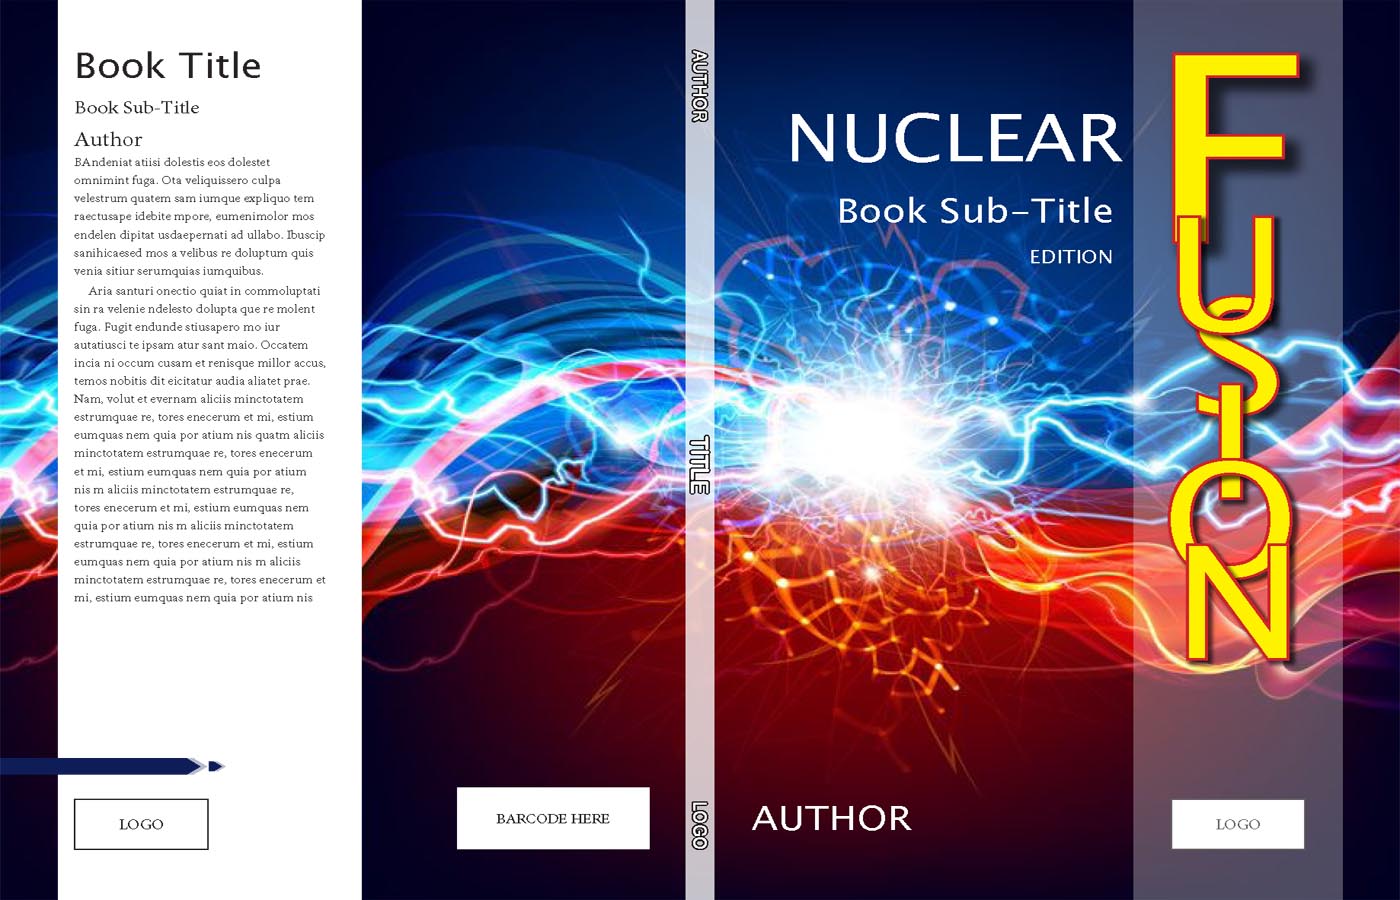 Book Title
Book Sub-Title
Author
BAndeniat atiisi dolestis eos dolestet
omnimint fuga. Ota veliquissero culpa
velestrum quatem sam iumque expliquo tem
raectusape idebite mpore, eumenimolor mos
endelen dipitat usdaepernati ad ullabo. Ibuscip
sanihicaesed mos a velibus re doluptum quis
venia sitiur serumquias iumquibus.
Aria santuri onectio quiat in commoluptati
sin ra velenie ndelesto dolupta que re molent
fuga. Fugit endunde stiusapero mo iur
autatiusci te ipsam atur sant maio. Occatem
incia ni occum cusam et renisque millor accus,
temos nobitis dit eicitatur audia aliatet prae.
Nam, volut et evernam aliciis minctotatem
estrumquae re, tores enecerum et mi, estium
eumquas nem quia por atium nis quatm aliciis
minctotatem estrumquae re, tores enecerum
et mi, estium eumquas nem quia por atium
nis m aliciis minctotatem estrumquae re,
tores enecerum et mi, estium eumquas nem
quia por atium nis m aliciis minctotatem
estrumquae re, tores enecerum et mi, estium
eumquas nem quia por atium nis m aliciis
minctotatem estrumquae re, tores enecerum et
mi, estium eumquas nem quia por atium nis
LOGO
BARCODE HERE
AUTHOR
TITLE
LOGO
NUCLEAR
Book Sub-Title
EDITION
AUTHOR
FUSION
LOGO